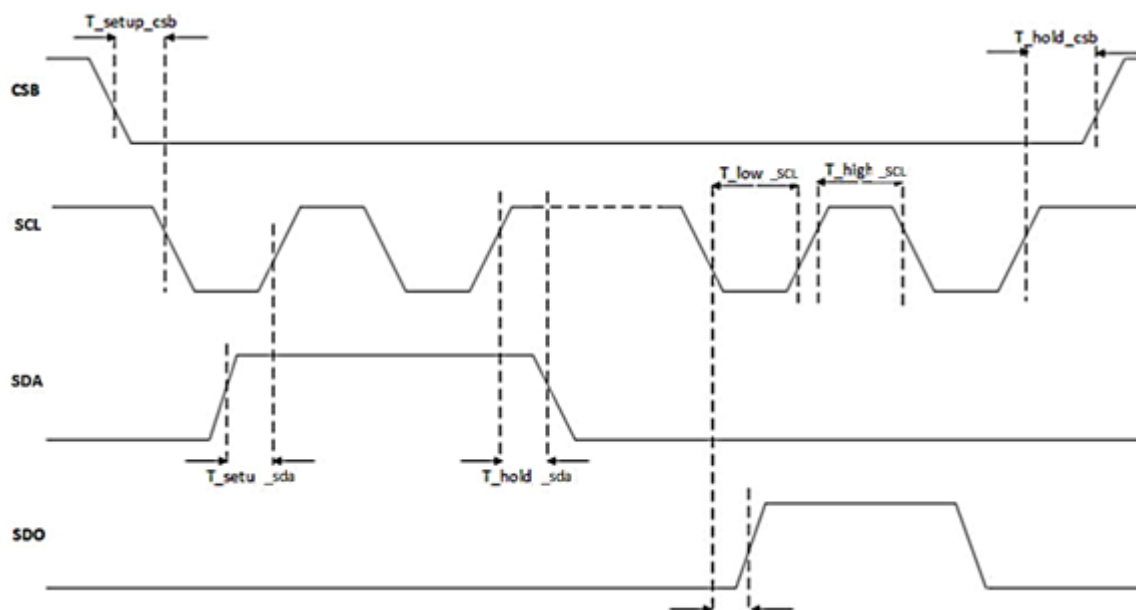 T_setup_csb
T_hold_csb
CSB
T_low _SCL
T_high _SCL
SCL
SDA
T_setu _sda
T_hold _sda
SDO